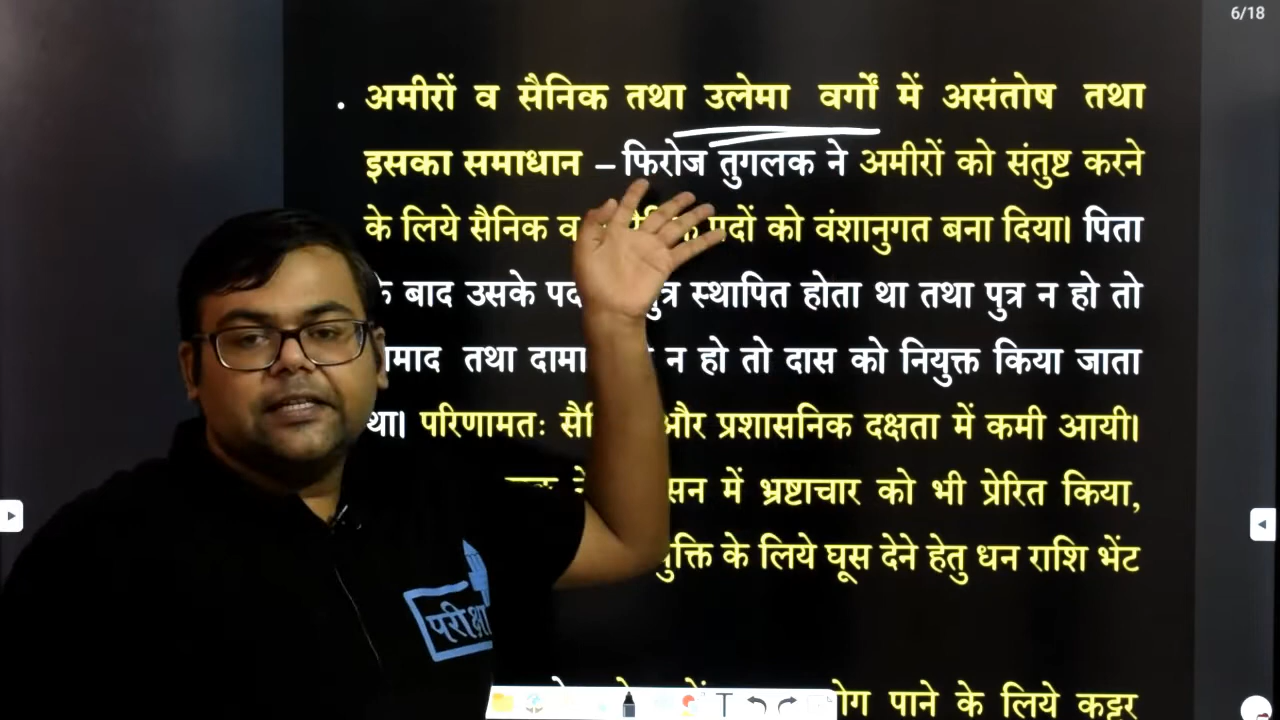 6/18
. अमीरों व सैनिक तथा उलेमा वर्गों में असंतोष तथा
इसका समाधान – फिरोज तुगलक ने अमीरों को संतुष्ट करने
के लिये सैनिक व पदों को वंशानुगत बना दिया। पिता
बाद उसके पद स्थापित होता था तथा पुत्र न हो तो
तथा न हो तो दास को नियुक्त किया जाता
था। परिणामतः और प्रशासनिक दक्षता में कमी आयी।
में भ्रष्टाचार को भी प्रेरित किया,
के लिये घूस देने हेतु धन राशि भेंट
परीक्षा
पाने के लिये कट्टर
T